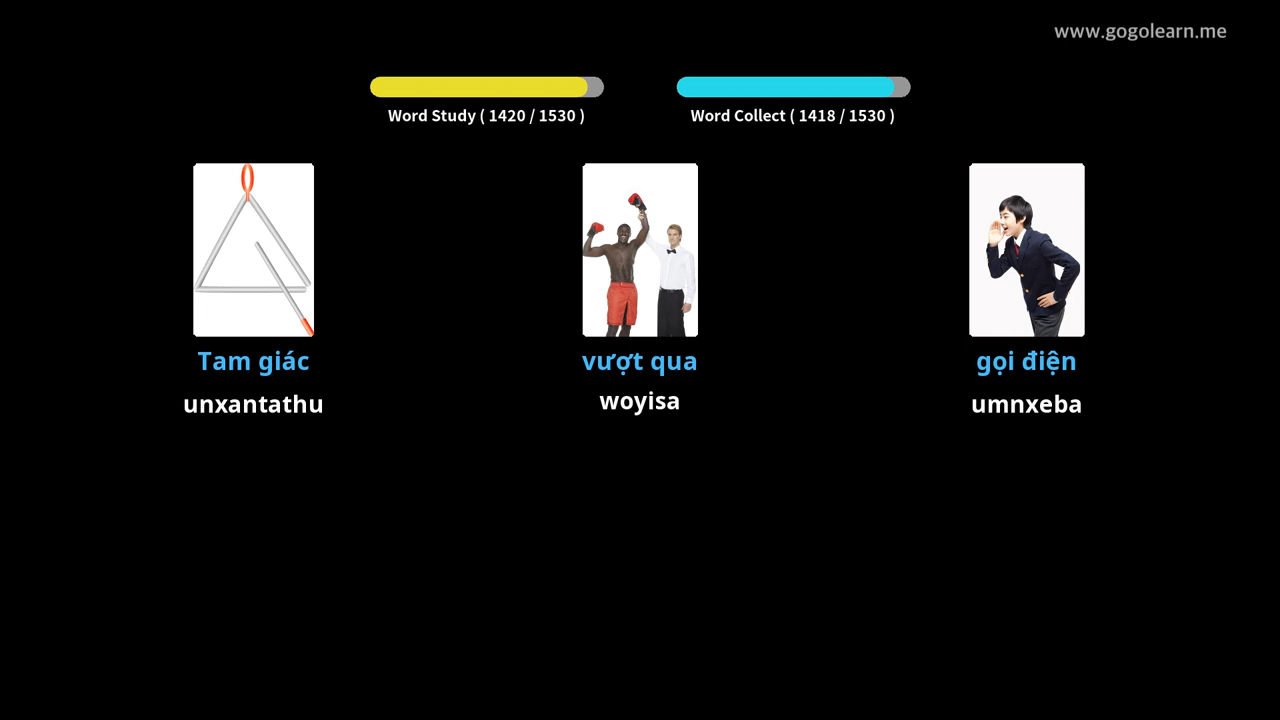 www.gogolearn.me
Word Study ( 1420 / 1530 )
Word Collect ( 1418 / 1530 )
Tam giác
unxantathu
vượt qua
woyisa
gọi điện
umnxeba